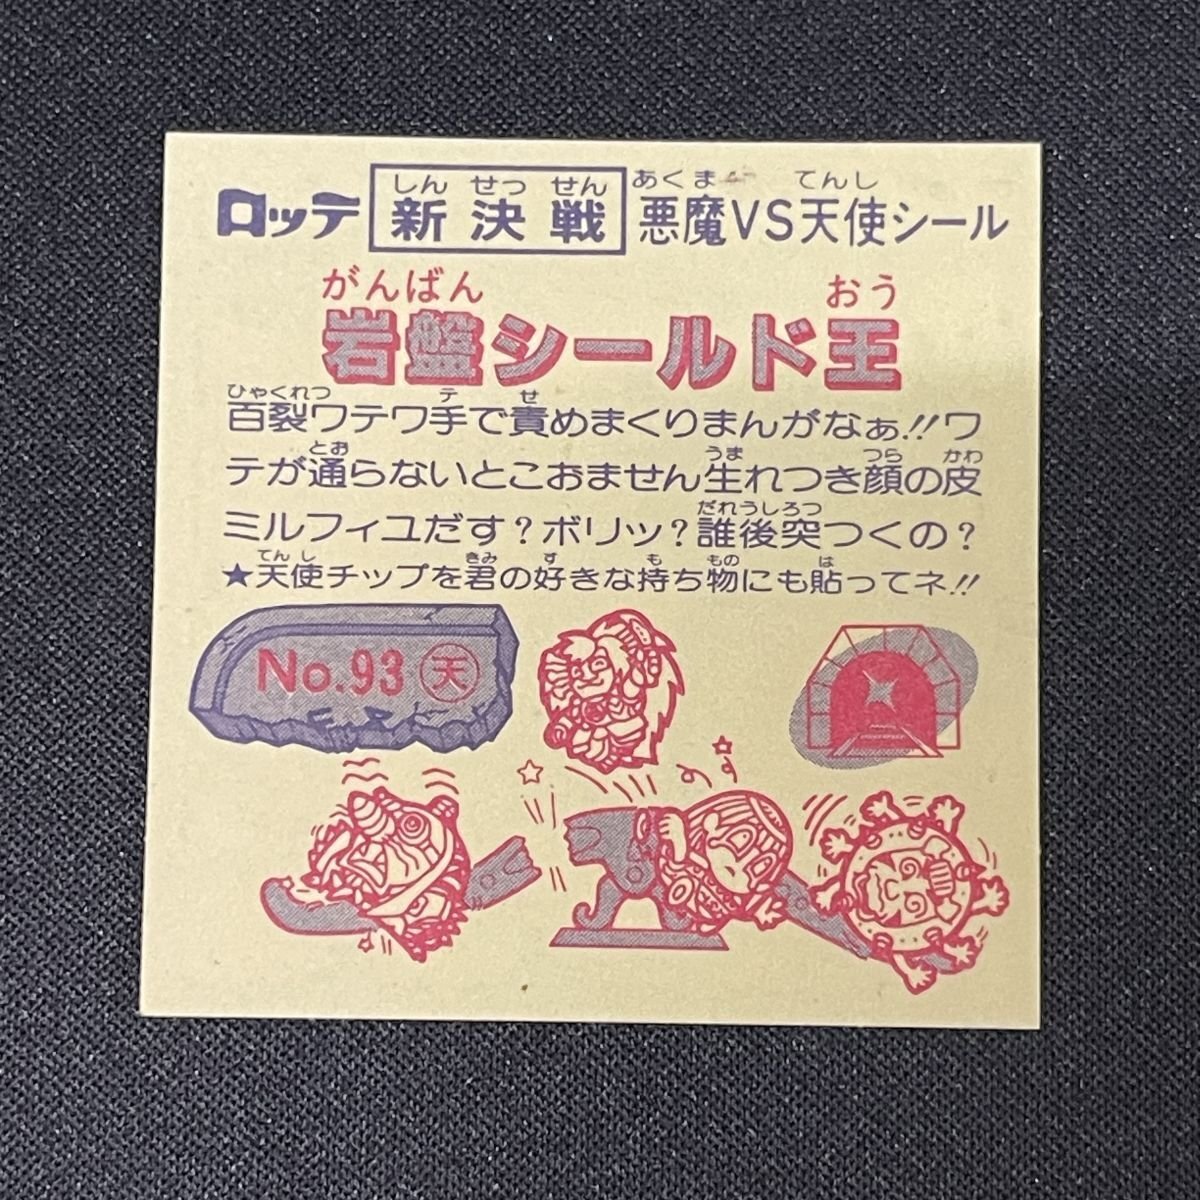 しん せつ せん あくま てんし
ロッテ 新決戦 悪魔VS天使シール
がんばん おう
岩盤シールド王
ひゃくれつ テ せ
百裂ワテワ手で責めまくりまんがなぁ!!ワ
とお うま つら かわ
テが通らないとこおません生れつき顔の皮
だれうしろつ
ミルフィユだす?ボリッ?誰後突つくの?
てんし きみ す も もの は
★天使チップを君の好きな持ち物にも貼ってネ!!
No.93 天